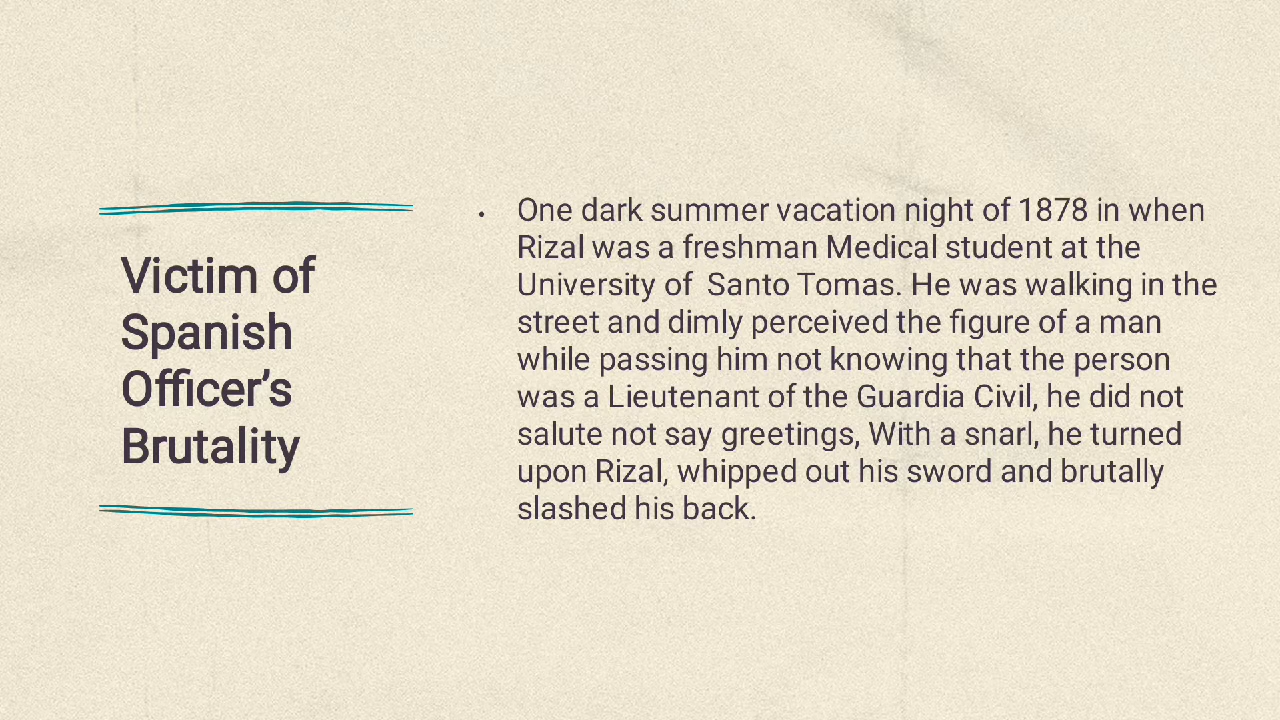 Victim of
Spanish
Officer’s
Brutality
• One dark summer vacation night of 1878 in when
Rizal was a freshman Medical student at the
University of  Santo Tomas. He was walking in the
street and dimly perceived the figure of a man
while passing him not knowing that the person
was a Lieutenant of the Guardia Civil, he did not
salute not say greetings, With a snarl, he turned
upon Rizal, whipped out his sword and brutally
slashed his back.